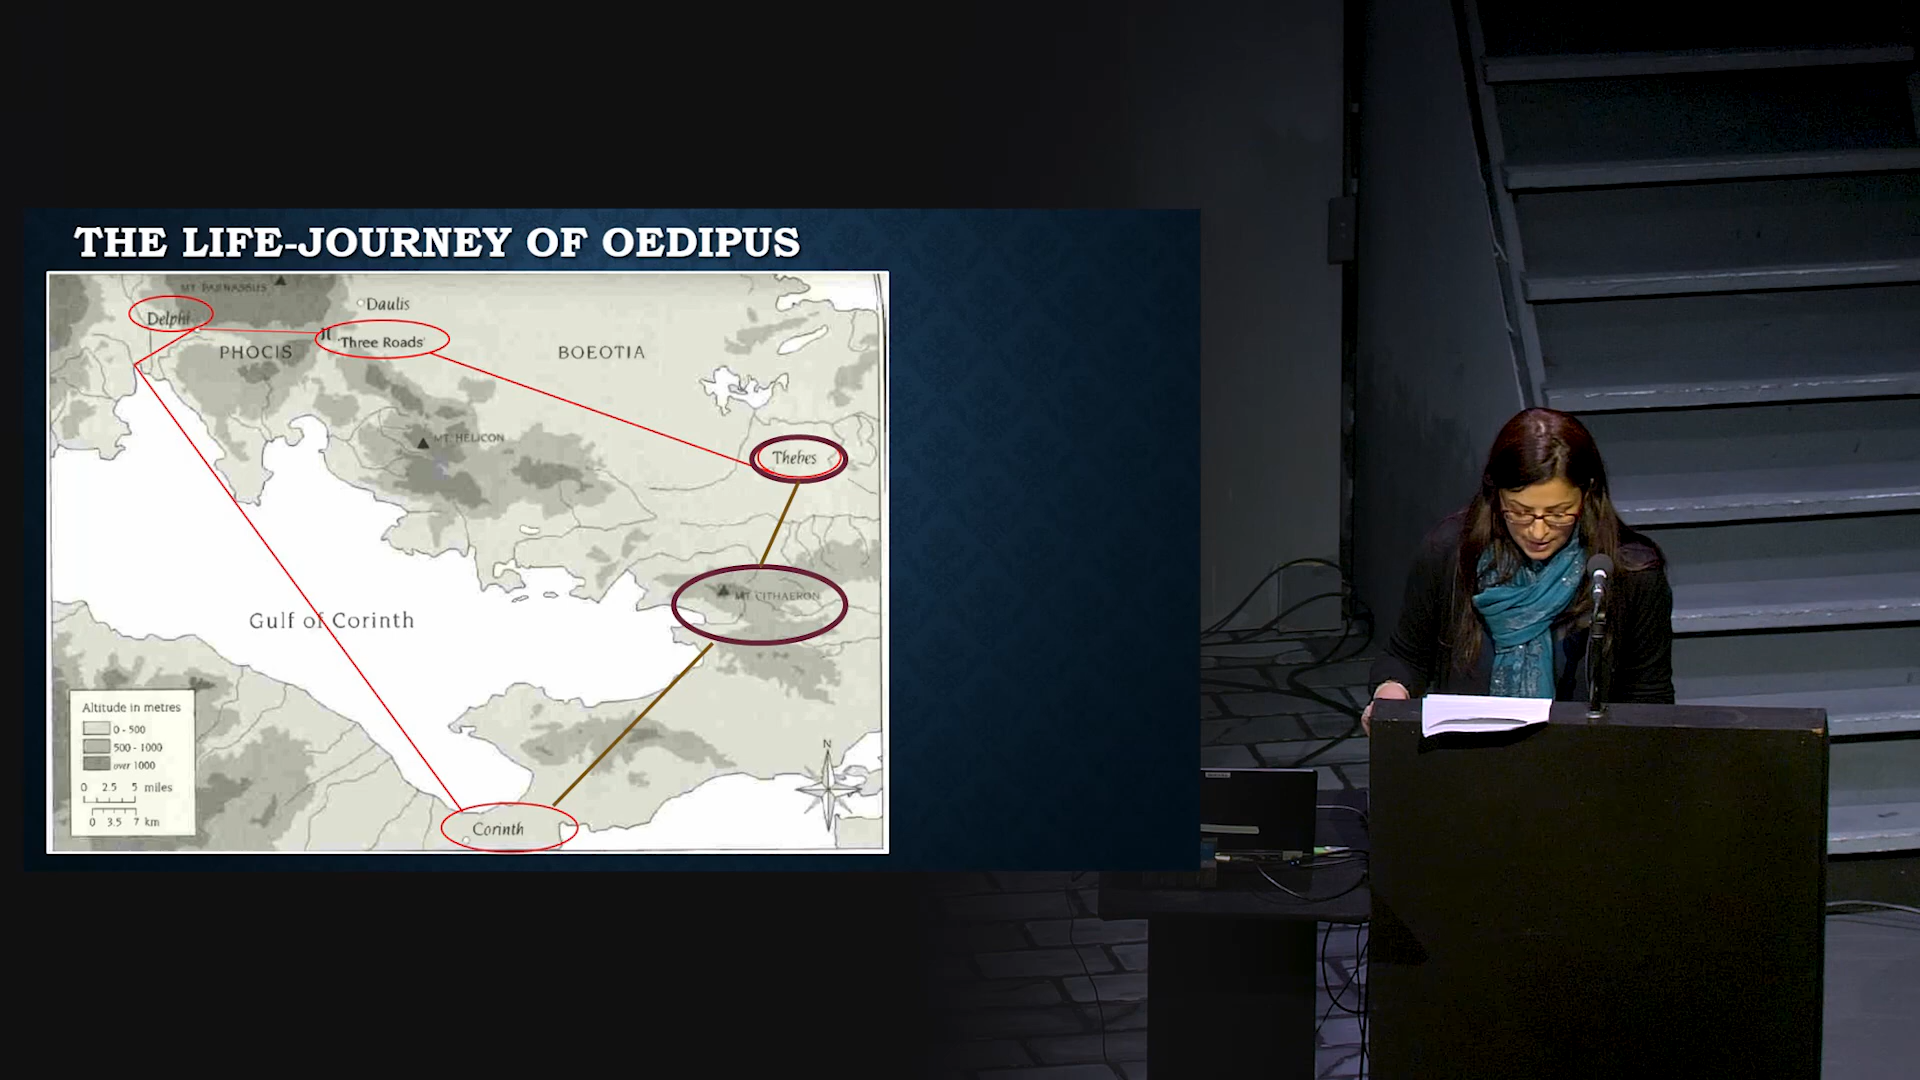 THE LIFE-JOURNEY OF OEDIPUS
MT PARNASSUS
Delphi
Daulis
'Three Roads'
PHOCIS
BOEOTIA
MT. HELICON
Thebes
MT CITHAERON
Gulf of Corinth
Altitude in metres
0 - 500
500 - 1000
over 1000
0 2.5 5 miles
0 3.5 7 km
N
Corinth